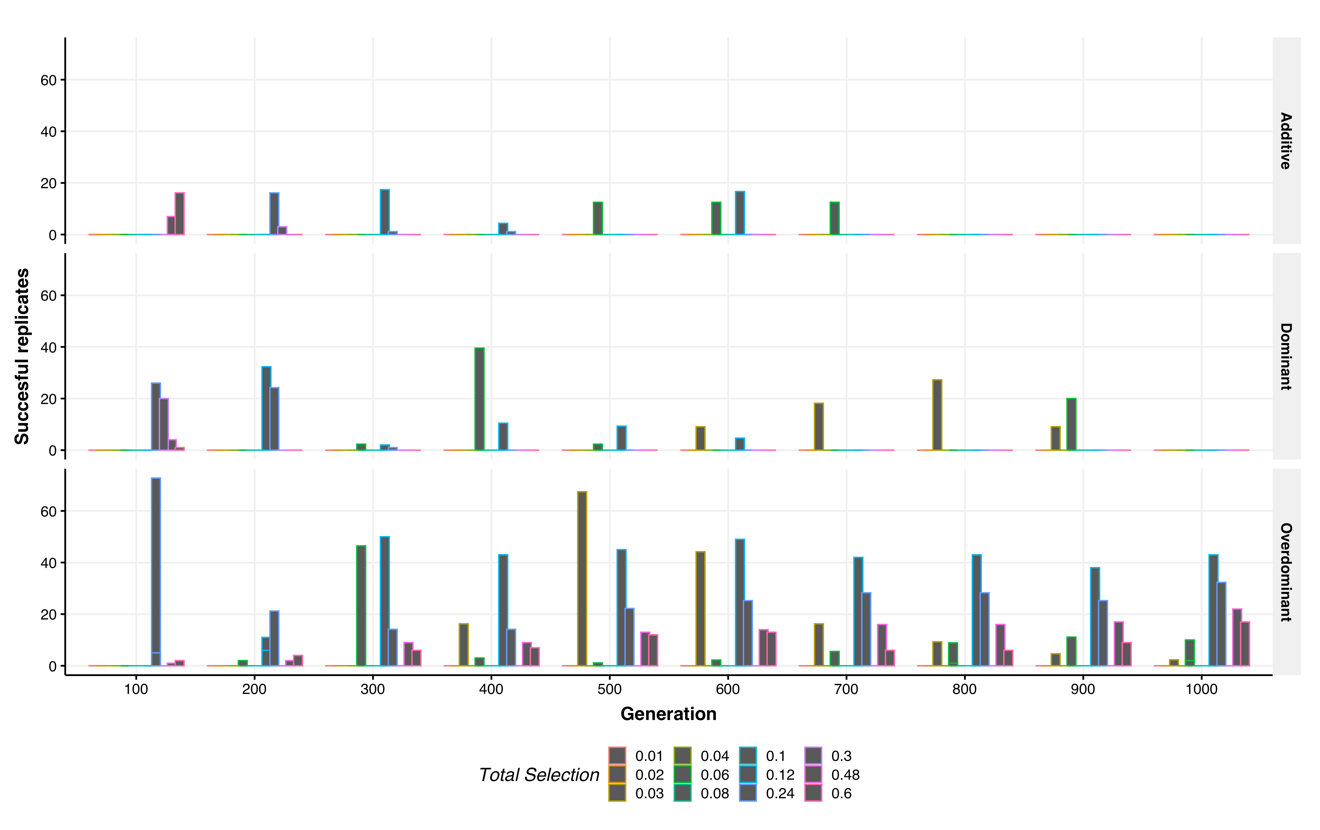 60
40
20
0
Additive
60
40
20
0
Dominant
60
40
20
0
Overdominant
Succesful replicates
100 200 300 400 500 600 700 800 900 1000
Generation
Total Selection
0.01 0.04 0.1 0.3
0.02 0.06 0.12 0.48
0.03 0.08 0.24 0.6